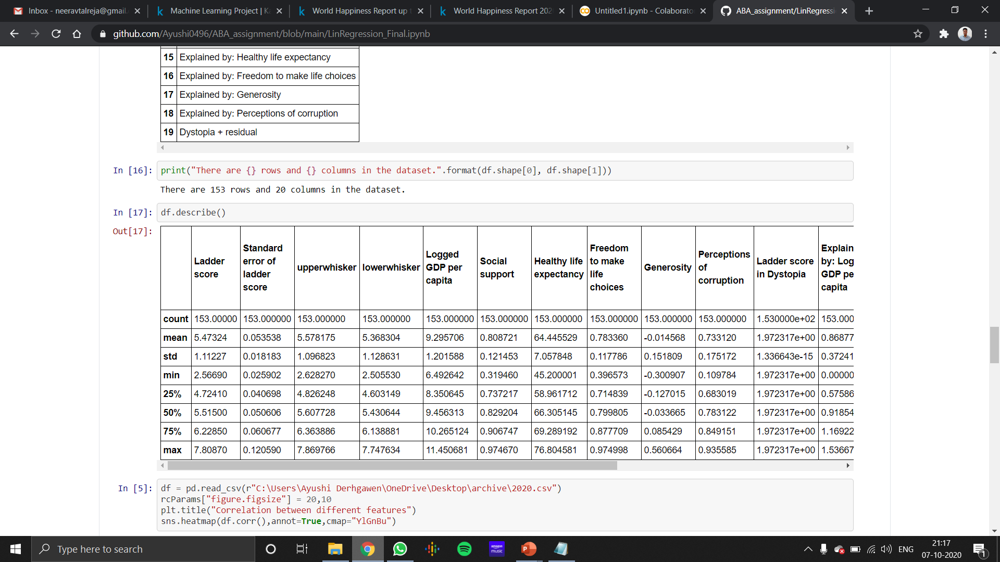 Inbox - neeravtalreja@gmail.
Machine Learning Project | K
World Happiness Report up t
World Happiness Report 202
Untitled1.ipynb - Colaborato
ABA_assignment/LinRegressi
github.com/Ayushi0496/ABA_assignment/blob/main/LinRegression_Final.ipynb
15 Explained by: Healthy life expectancy
16 Explained by: Freedom to make life choices
17 Explained by: Generosity
18 Explained by: Perceptions of corruption
19 Dystopia + residual
In [16]: print("There are {} rows and {} columns in the dataset.".format(df.shape[0], df.shape[1]))
There are 153 rows and 20 columns in the dataset.
In [17]: df.describe()
Out[17]:
Ladder score Standard error of ladder score upperwhisker lowerwhisker Logged GDP per capita Social support Healthy life expectancy Freedom to make life choices Generosity Perceptions of corruption Ladder score in Dystopia Explain by: Log GDP pe capita
count 153.00000 153.000000 153.000000 153.000000 153.000000 153.000000 153.000000 153.000000 153.000000 153.000000 1.530000e+02 153.000
mean 5.47324 0.053538 5.578175 5.368304 9.295706 0.808721 64.445529 0.783360 -0.014568 0.733120 1.972317e+00 0.86877
std 1.11227 0.018183 1.096823 1.128631 1.201588 0.121453 7.057848 0.117786 0.151809 0.175172 1.336643e-15 0.37241
min 2.56690 0.025902 2.628270 2.505530 6.492642 0.319460 45.200001 0.396573 -0.300907 0.109784 1.972317e+00 0.00000
25% 4.72410 0.040698 4.826248 4.603149 8.350645 0.737217 58.961712 0.714839 -0.127015 0.683019 1.972317e+00 0.57586
50% 5.51500 0.050606 5.607728 5.430644 9.456313 0.829204 66.305145 0.799805 -0.033665 0.783122 1.972317e+00 0.91854
75% 6.22850 0.060677 6.363886 6.138881 10.265124 0.906747 69.289192 0.877709 0.085429 0.849151 1.972317e+00 1.16922
max 7.80870 0.120590 7.869766 7.747634 11.450681 0.974670 76.804581 0.974998 0.560664 0.935585 1.972317e+00 1.53667
In [5]: df = pd.read_csv(r"C:\Users\Ayushi Derhgawen\OneDrive\Desktop\archive\2020.csv")
rcParams["figure.figsize"] = 20,10
plt.title("Correlation between different features")
sns.heatmap(df.corr(),annot=True,cmap="YlGnBu")
Type here to search
amazon music
ENG
21:17
07-10-2020
1